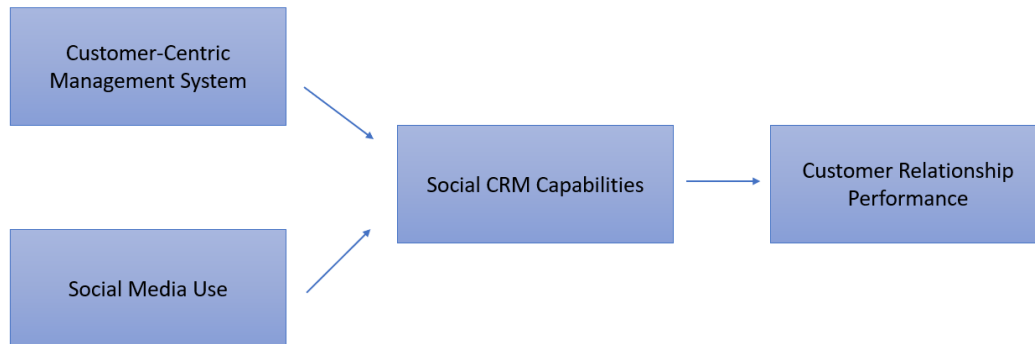 Customer-Centric
Management System
Social Media Use
Social CRM Capabilities
Customer Relationship
Performance